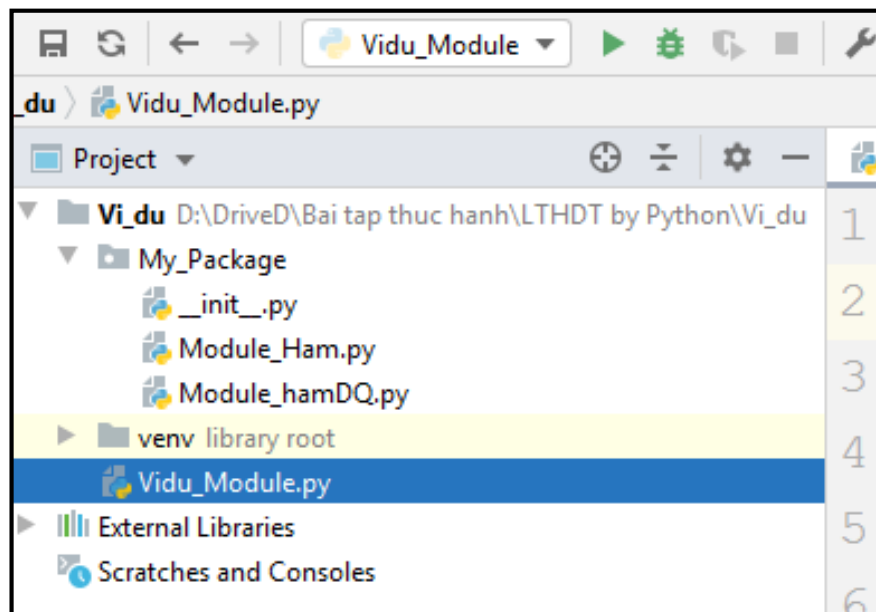 Vidu_Module
_du Vidu_Module.py
Project
Vi_du D:\DriveD\Bai tap thuc hanh\LTHDT by Python\Vi_du
My_Package
__init__.py
Module_Ham.py
Module_hamDQ.py
venv library root
Vidu_Module.py
External Libraries
Scratches and Consoles
1
2
3
4
5
6